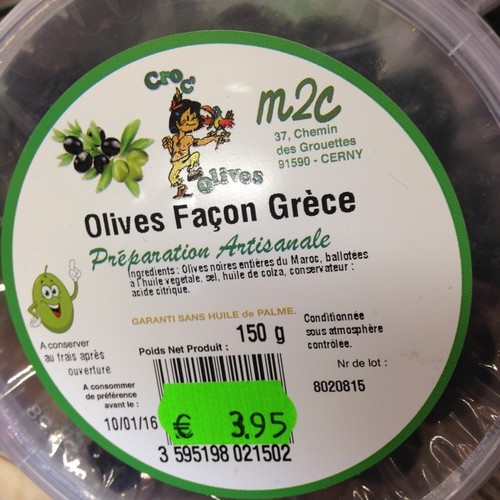 Croc'
Olives
m2c
37, Chemin
des Grouettes
91590 - CERNY
Olives Façon Grèce
Préparation Artisanale
Ingredients : Olives noires entières du Maroc, ballotées
à l'huile vegetale, sel, huile de colza, conservateur :
acide citrique.
GARANTI SANS HUILE de PALME.
A conserver
au frais après
ouverture
Poids Net Produit : 150 g
Conditionnée
sous atmosphère
contrôlée.
A consommer
de préférence
avant le :
10/01/16
Nr de lot :
8020815
€ 3.95
3 595198 021502